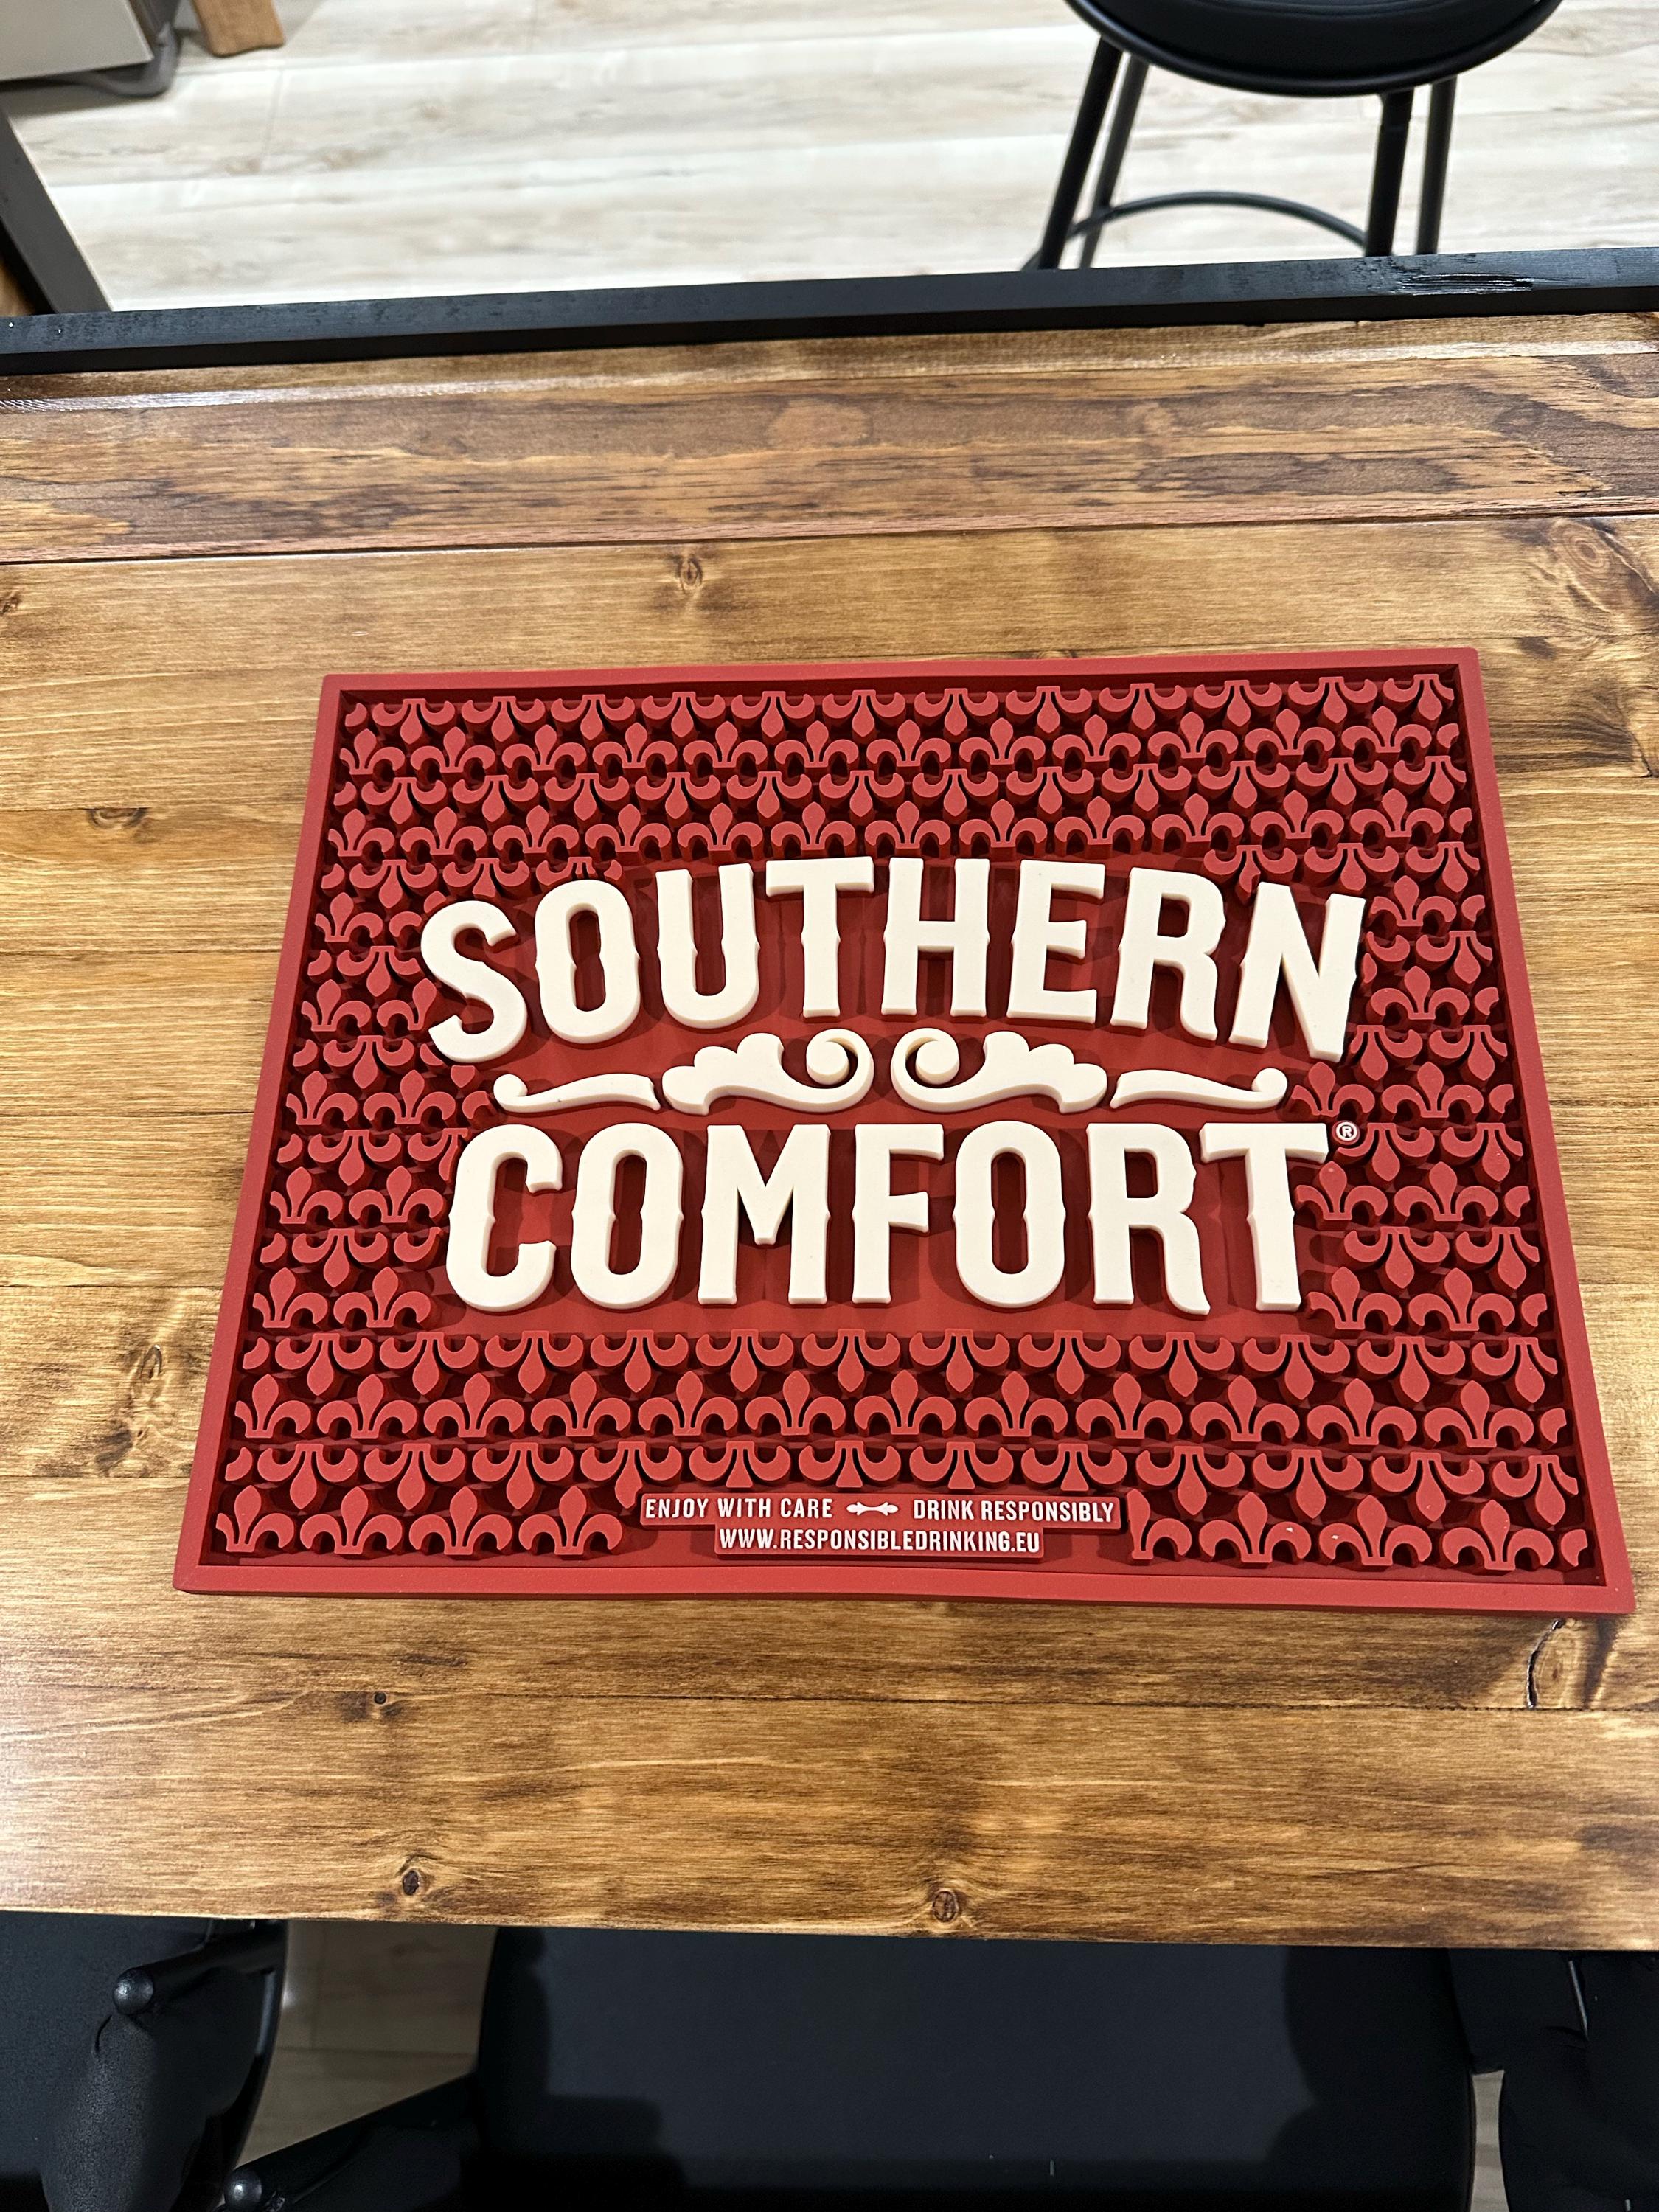 SOUTHERN
COMFORT®
ENJOY WITH CARE DRINK RESPONSIBLY
WWW.RESPONSIBLEDRINKING.EU